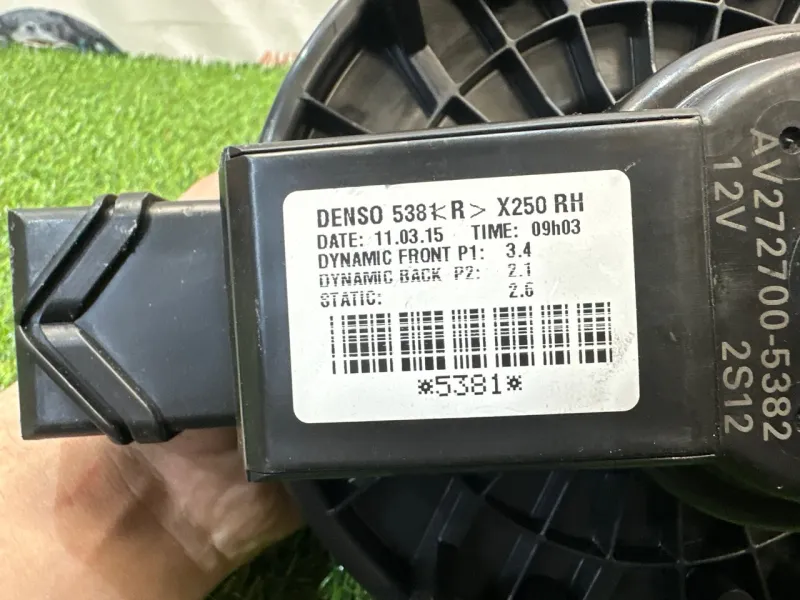 DENSO 5381<R> X250 RH
DATE: 11.03.15 TIME: 09h03
DYNAMIC FRONT P1: 3.4
DYNAMIC BACK P2: 2.1
STATIC: 2.6
*5381*
AV272700-5382
12V 2S12